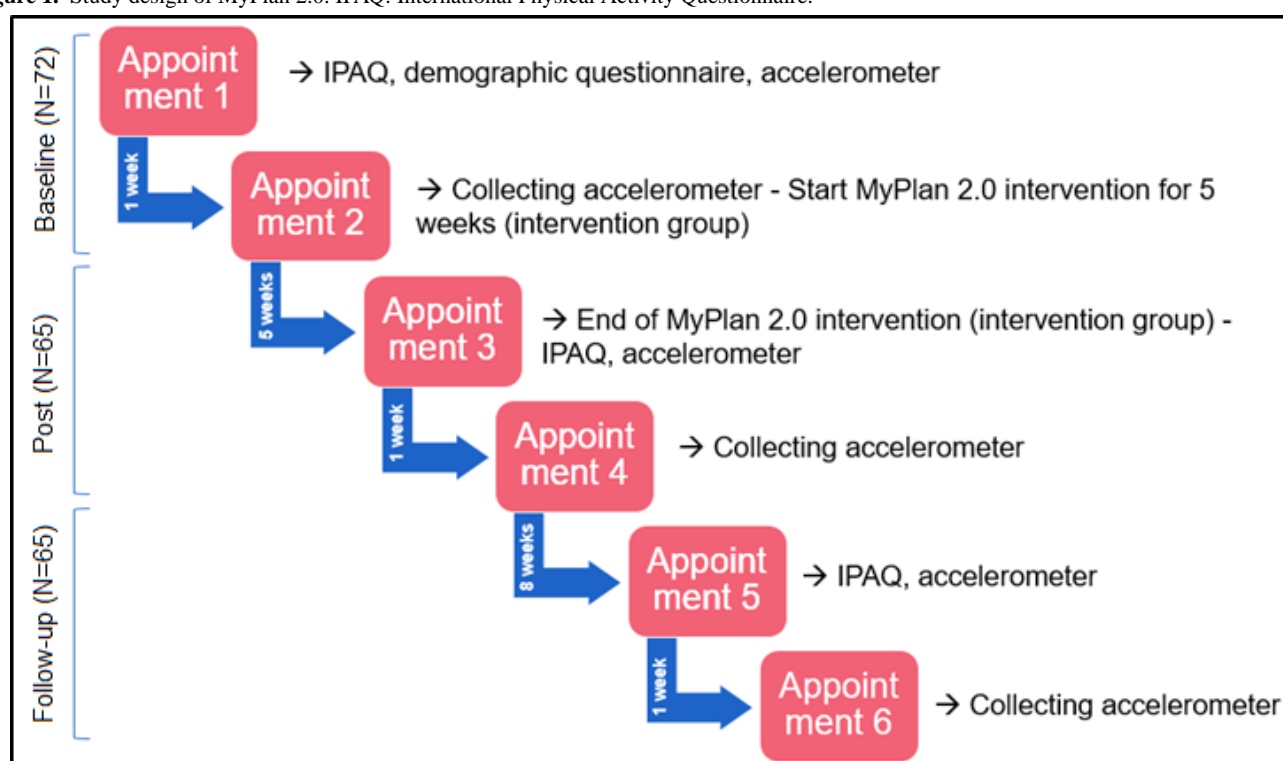 gure 1. Study design of MyPlan 2.0. IPAQ: International Physical Activity Questionnaire.
Baseline (N=72)
Appoint
ment 1
→ IPAQ, demographic questionnaire, accelerometer
1 week
Appoint
ment 2
→ Collecting accelerometer - Start MyPlan 2.0 intervention for 5
weeks (intervention group)
5 weeks
Post (N=65)
Appoint
ment 3
→ End of MyPlan 2.0 intervention (intervention group) -
IPAQ, accelerometer
1 week
Appoint
ment 4
→ Collecting accelerometer
8 weeks
Follow-up (N=65)
Appoint
ment 5
→ IPAQ, accelerometer
1 week
Appoint
ment 6
→ Collecting accelerometer